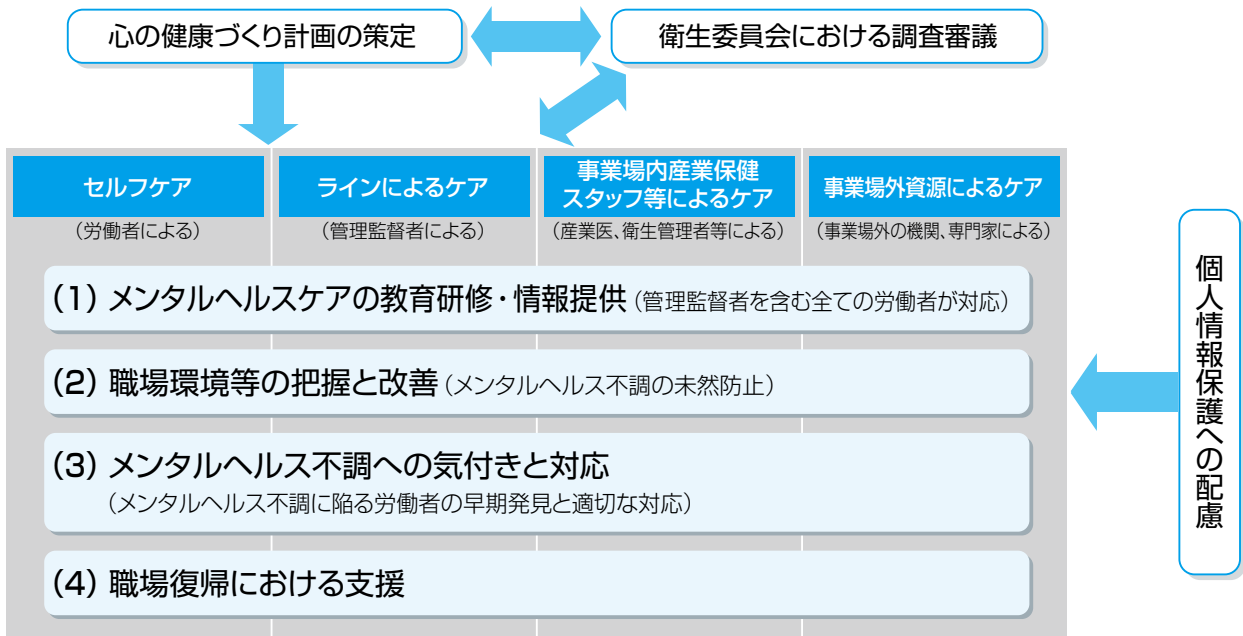 心の健康づくり計画の策定
衛生委員会における調査審議
セルフケア
(労働者による)
ラインによるケア
(管理監督者による)
事業場内産業保健
スタッフ等によるケア
(産業医、衛生管理者等による)
事業場外資源によるケア
(事業場外の機関、専門家による)
(1) メンタルヘルスケアの教育研修・情報提供 (管理監督者を含む全ての労働者が対応)
(2) 職場環境等の把握と改善 (メンタルヘルス不調の未然防止)
(3) メンタルヘルス不調への気付きと対応
(メンタルヘルス不調に陥る労働者の早期発見と適切な対応)
(4) 職場復帰における支援
個人情報保護への配慮